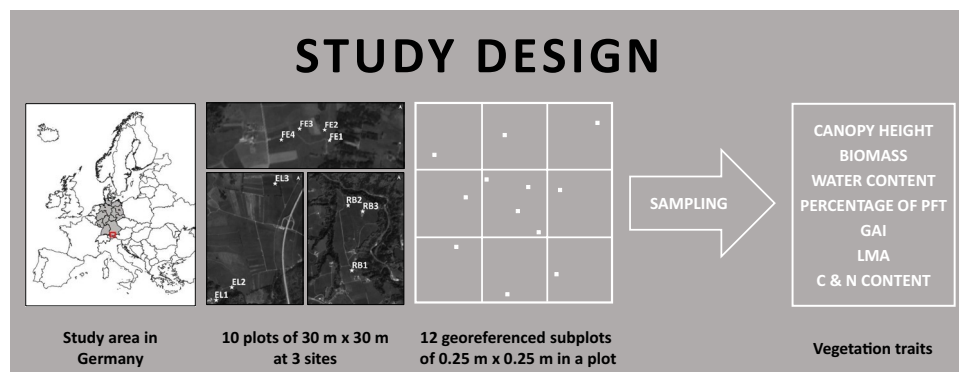 STUDY DESIGN
FE3
FE2
FE4
FE1
EL3
EL2
EL1
RB2
RB3
RB1
SAMPLING
CANOPY HEIGHT
BIOMASS
WATER CONTENT
PERCENTAGE OF PFT
GAI
LMA
C & N CONTENT
Study area in
Germany
10 plots of 30 m x 30 m
at 3 sites
12 georeferenced subplots
of 0.25 m x 0.25 m in a plot
Vegetation traits